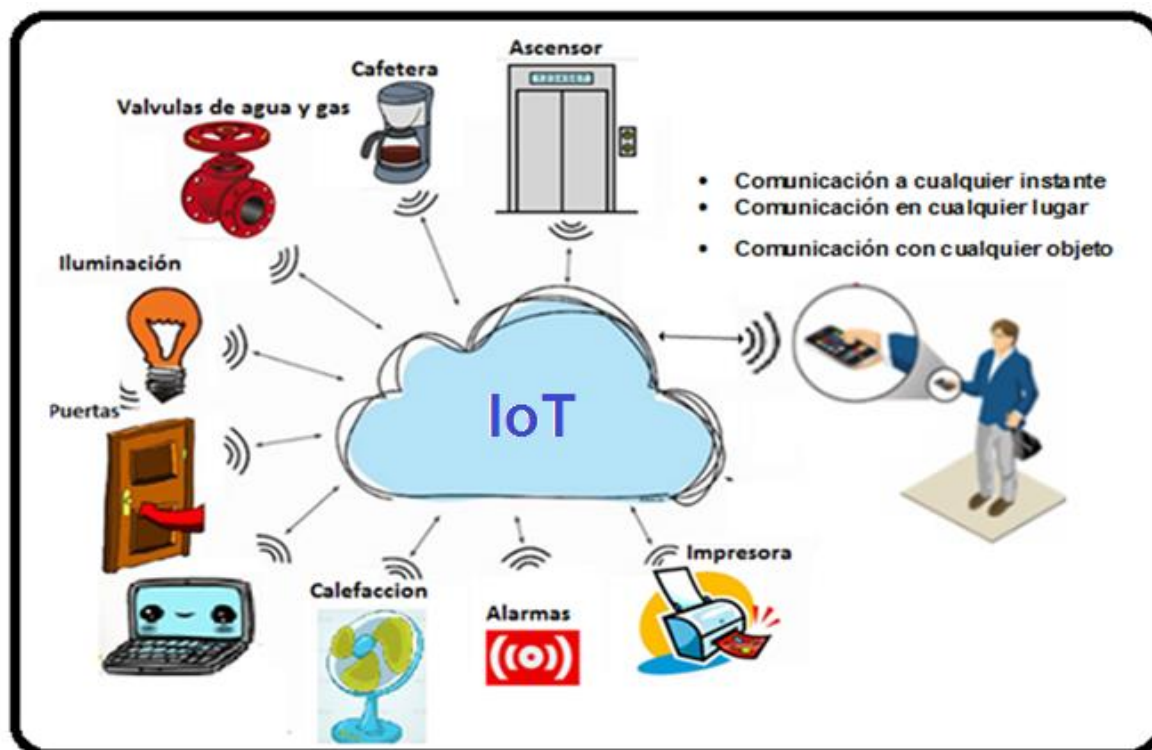 Ascensor
Cafetera
Valvulas de agua y gas
• Comunicación a cualquier instante
• Comunicación en cualquier lugar
• Comunicación con cualquier objeto
Iluminación
IoT
Puertas
Impresora
Calefaccion
Alarmas